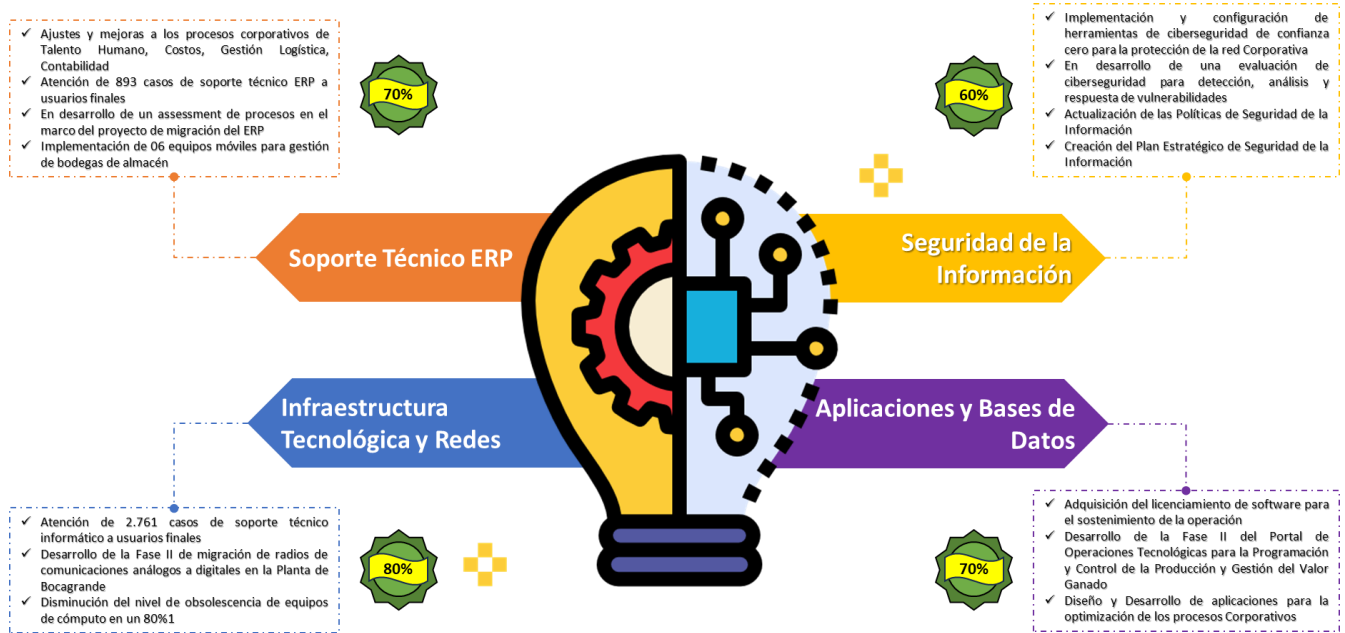 Ajustes y mejoras a los procesos corporativos de
Talento Humano, Costos, Gestión Logística,
Contabilidad
Atención de 893 casos de soporte técnico ERP a
usuarios finales
En desarrollo de un assessment de procesos en el
marco del proyecto de migración del ERP
Implementación de 06 equipos móviles para gestión
de bodegas de almacén
70%
Soporte Técnico ERP
60%
Implementación y configuración de
herramientas de ciberseguridad de confianza
cero para la protección de la red Corporativa
En desarrollo de una evaluación de
ciberseguridad para detección, análisis y
respuesta de vulnerabilidades
Actualización de las Políticas de Seguridad de la
Información
Creación del Plan Estratégico de Seguridad de la
Información
Seguridad de la
Información
Infraestructura
Tecnológica y Redes
Atención de 2.761 casos de soporte técnico
informático a usuarios finales
Desarrollo de la Fase II de migración de radios de
comunicaciones análogos a digitales en la Planta de
Bocagrande
Disminución del nivel de obsolescencia de equipos
de cómputo en un 80%1
80%
Aplicaciones y Bases de
Datos
70%
Adquisición del licenciamiento de software para
el sostenimiento de la operación
Desarrollo de la Fase II del Portal de
Operaciones Tecnológicas para la Programación
y Control de la Producción y Gestión del Valor
Ganado
Diseño y Desarrollo de aplicaciones para la
optimización de los procesos Corporativos